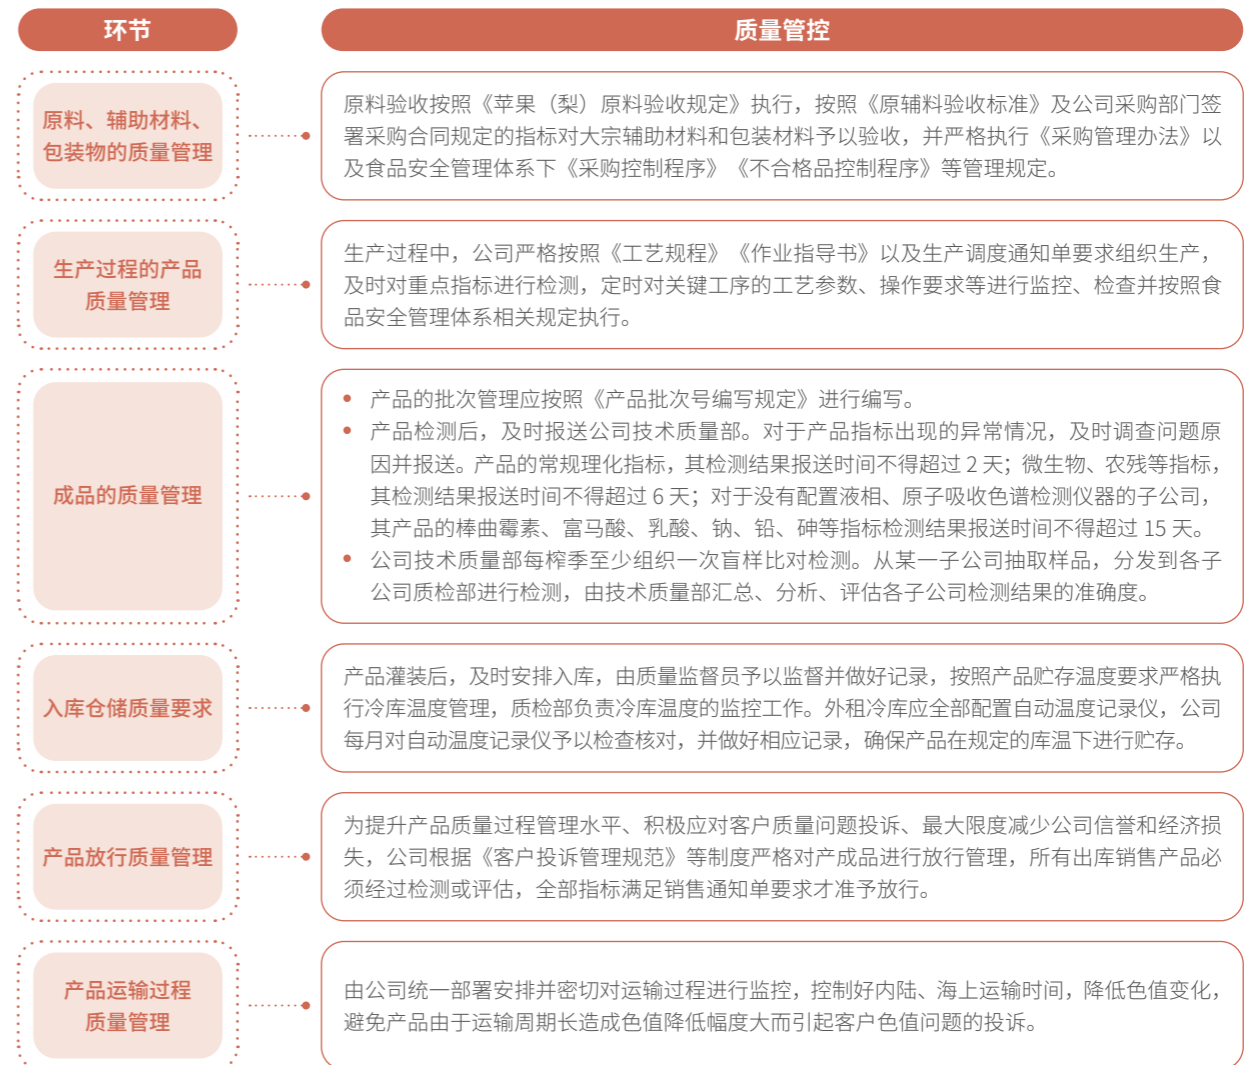 环节
质量管控
原料、辅助材料、
包装物的质量管理
原料验收按照《苹果（梨）原料验收规定》执行，按照《原辅料验收标准》及公司采购部门签
署采购合同规定的指标对大宗辅助材料和包装材料予以验收，并严格执行《采购管理办法》以
及食品安全管理体系下《采购控制程序》《不合格品控制程序》等管理规定。
生产过程的产品
质量管理
生产过程中，公司严格按照《工艺规程》《作业指导书》以及生产调度通知单要求组织生产，
及时对重点指标进行检测，定时对关键工序的工艺参数、操作要求等进行监控、检查并按照食
品安全管理体系相关规定执行。
成品的质量管理
• 产品的批次管理应按照《产品批次号编写规定》进行编写。
• 产品检测后，及时报送公司技术质量部。对于产品指标出现的异常情况，及时调查问题原
因并报送。产品的常规理化指标，其检测结果报送时间不得超过 2 天；微生物、农残等指标，
其检测结果报送时间不得超过 6 天；对于没有配置液相、原子吸收色谱检测仪器的子公司，
其产品的棒曲霉素、富马酸、乳酸、钠、铅、砷等指标检测结果报送时间不得超过 15 天。
• 公司技术质量部每榨季至少组织一次盲样比对检测。从某一子公司抽取样品，分发到各子
公司质检部进行检测，由技术质量部汇总、分析、评估各子公司检测结果的准确度。
入库仓储质量要求
产品灌装后，及时安排入库，由质量监督员予以监督并做好记录，按照产品贮存温度要求严格执
行冷库温度管理，质检部负责冷库温度的监控工作。外租冷库应全部配置自动温度记录仪，公司
每月对自动温度记录仪予以检查核对，并做好相应记录，确保产品在规定的库温下进行贮存。
产品放行质量管理
为提升产品质量过程管理水平、积极应对客户质量问题投诉、最大限度减少公司信誉和经济损
失，公司根据《客户投诉管理规范》等制度严格对产成品进行放行管理，所有出库销售产品必
须经过检测或评估，全部指标满足销售通知单要求才准予放行。
产品运输过程
质量管理
由公司统一部署安排并密切对运输过程进行监控，控制好内陆、海上运输时间，降低色值变化，
避免产品由于运输周期长造成色值降低幅度大而引起客户色值问题的投诉。